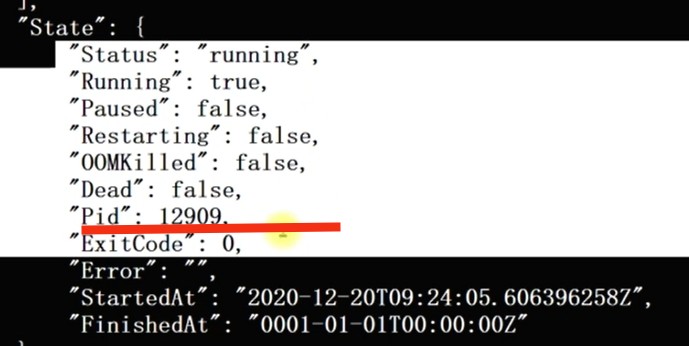 ],
"State": {
"Status": "running",
"Running": true,
"Paused": false,
"Restarting": false,
"OOMKilled": false,
"Dead": false,
"Pid": 12909,
"ExitCode": 0,
"Error": "",
"StartedAt": "2020-12-20T09:24:05.606396258Z",
"FinishedAt": "0001-01-01T00:00:00Z"